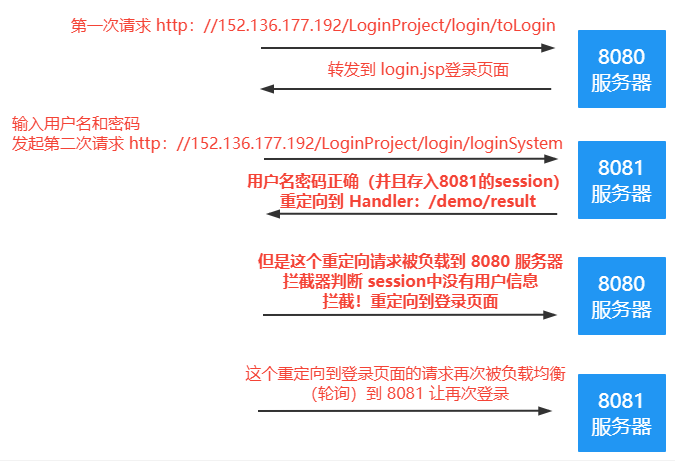 第一次请求 http：//152.136.177.192/LoginProject/login/toLogin
转发到 login.jsp登录页面
8080
服务器
输入用户名和密码
发起第二次请求 http：//152.136.177.192/LoginProject/login/loginSystem
用户名密码正确（并且存入8081的session）
重定向到 Handler：/demo/result
8081
服务器
但是这个重定向请求被负载到 8080 服务器
拦截器判断 session中没有用户信息
拦截！重定向到登录页面
8080
服务器
这个重定向到登录页面的请求再次被负载均衡
（轮询）到 8081 让再次登录
8081
服务器